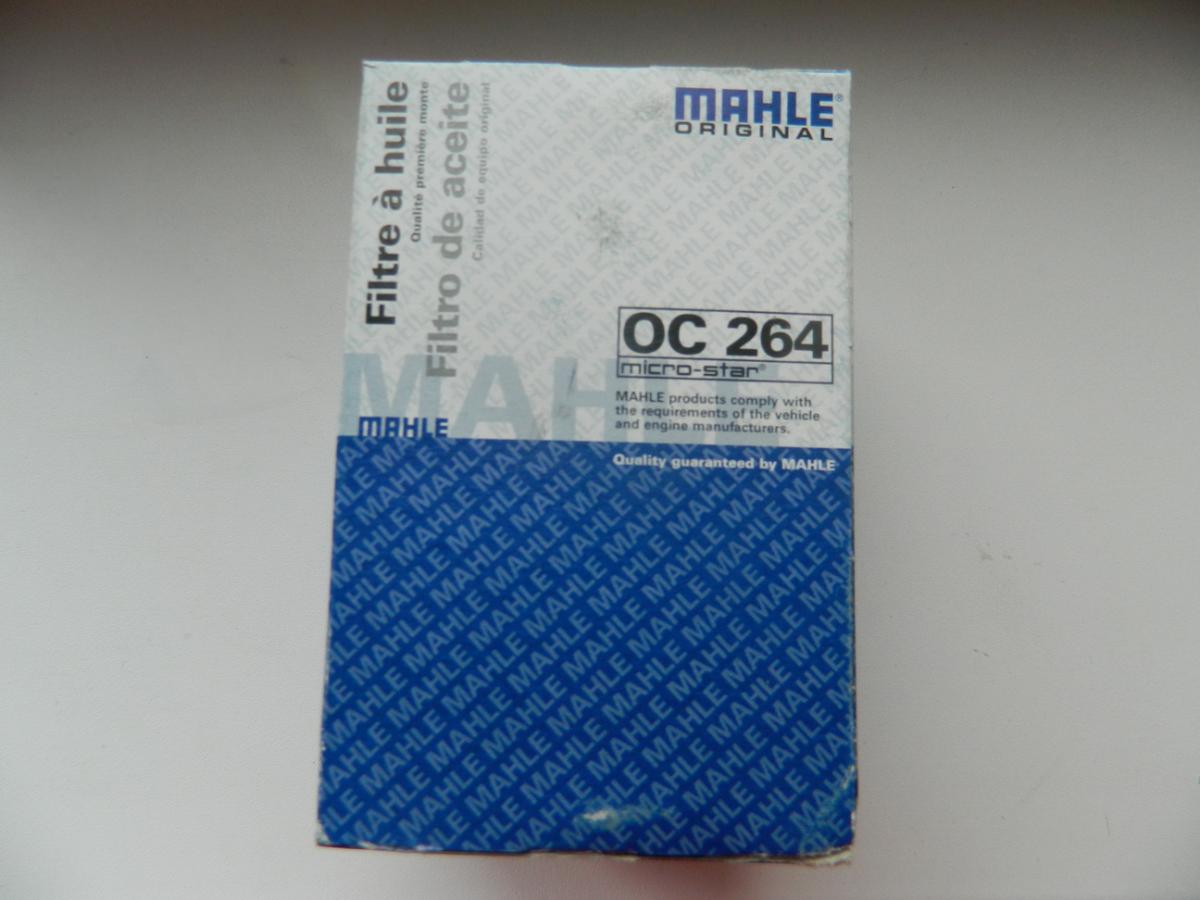 Filtre à huile
Qualité première monte
Filtro de aceite
Calidad de equipo original
MAHLE®
ORIGINAL
OC 264
micro-star®
MAHLE products comply with
the requirements of the vehicle
and engine manufacturers.
MAHLE
MAHLE
Quality guaranteed by MAHLE